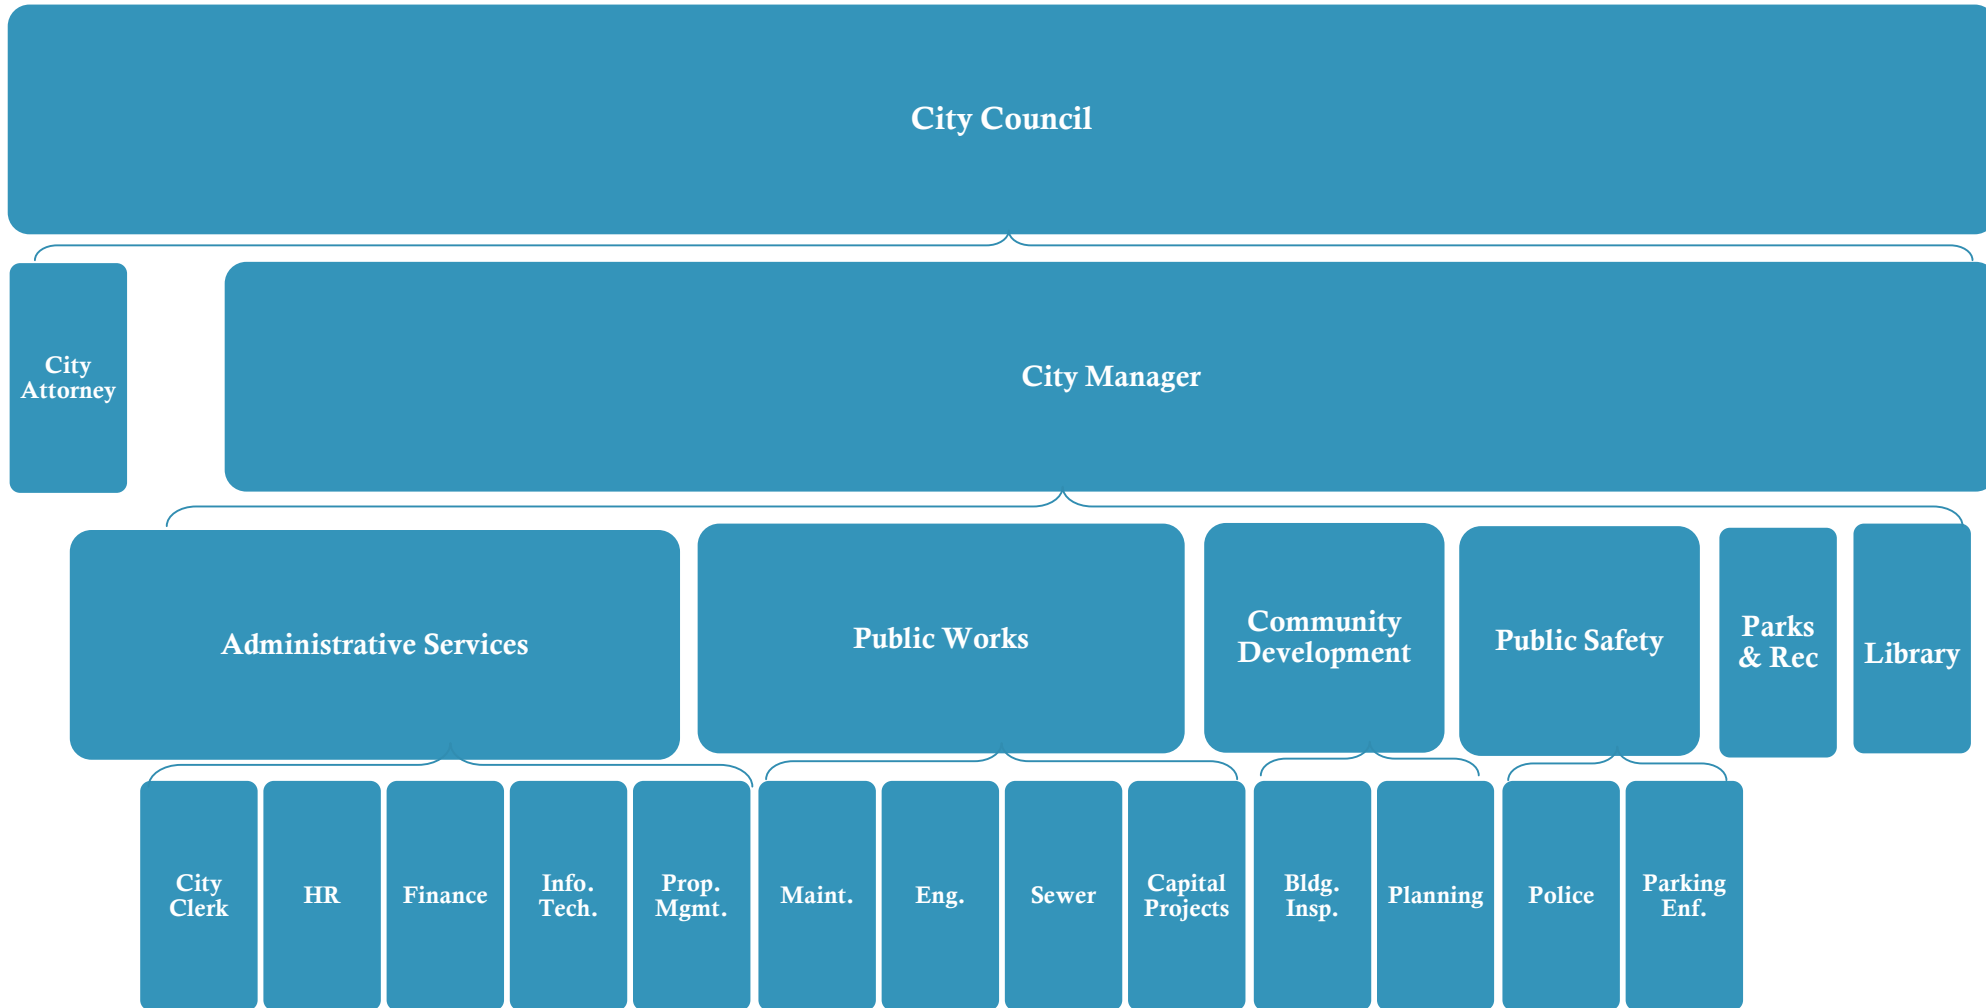 City Council
City
Attorney
City Manager
Administrative Services
Public Works
Community
Development
Public Safety
Parks
& Rec
Library
City
Clerk
HR
Finance
Info.
Tech.
Prop.
Mgmt.
Maint.
Eng.
Sewer
Capital
Projects
Bldg.
Insp.
Planning
Police
Parking
Enf.